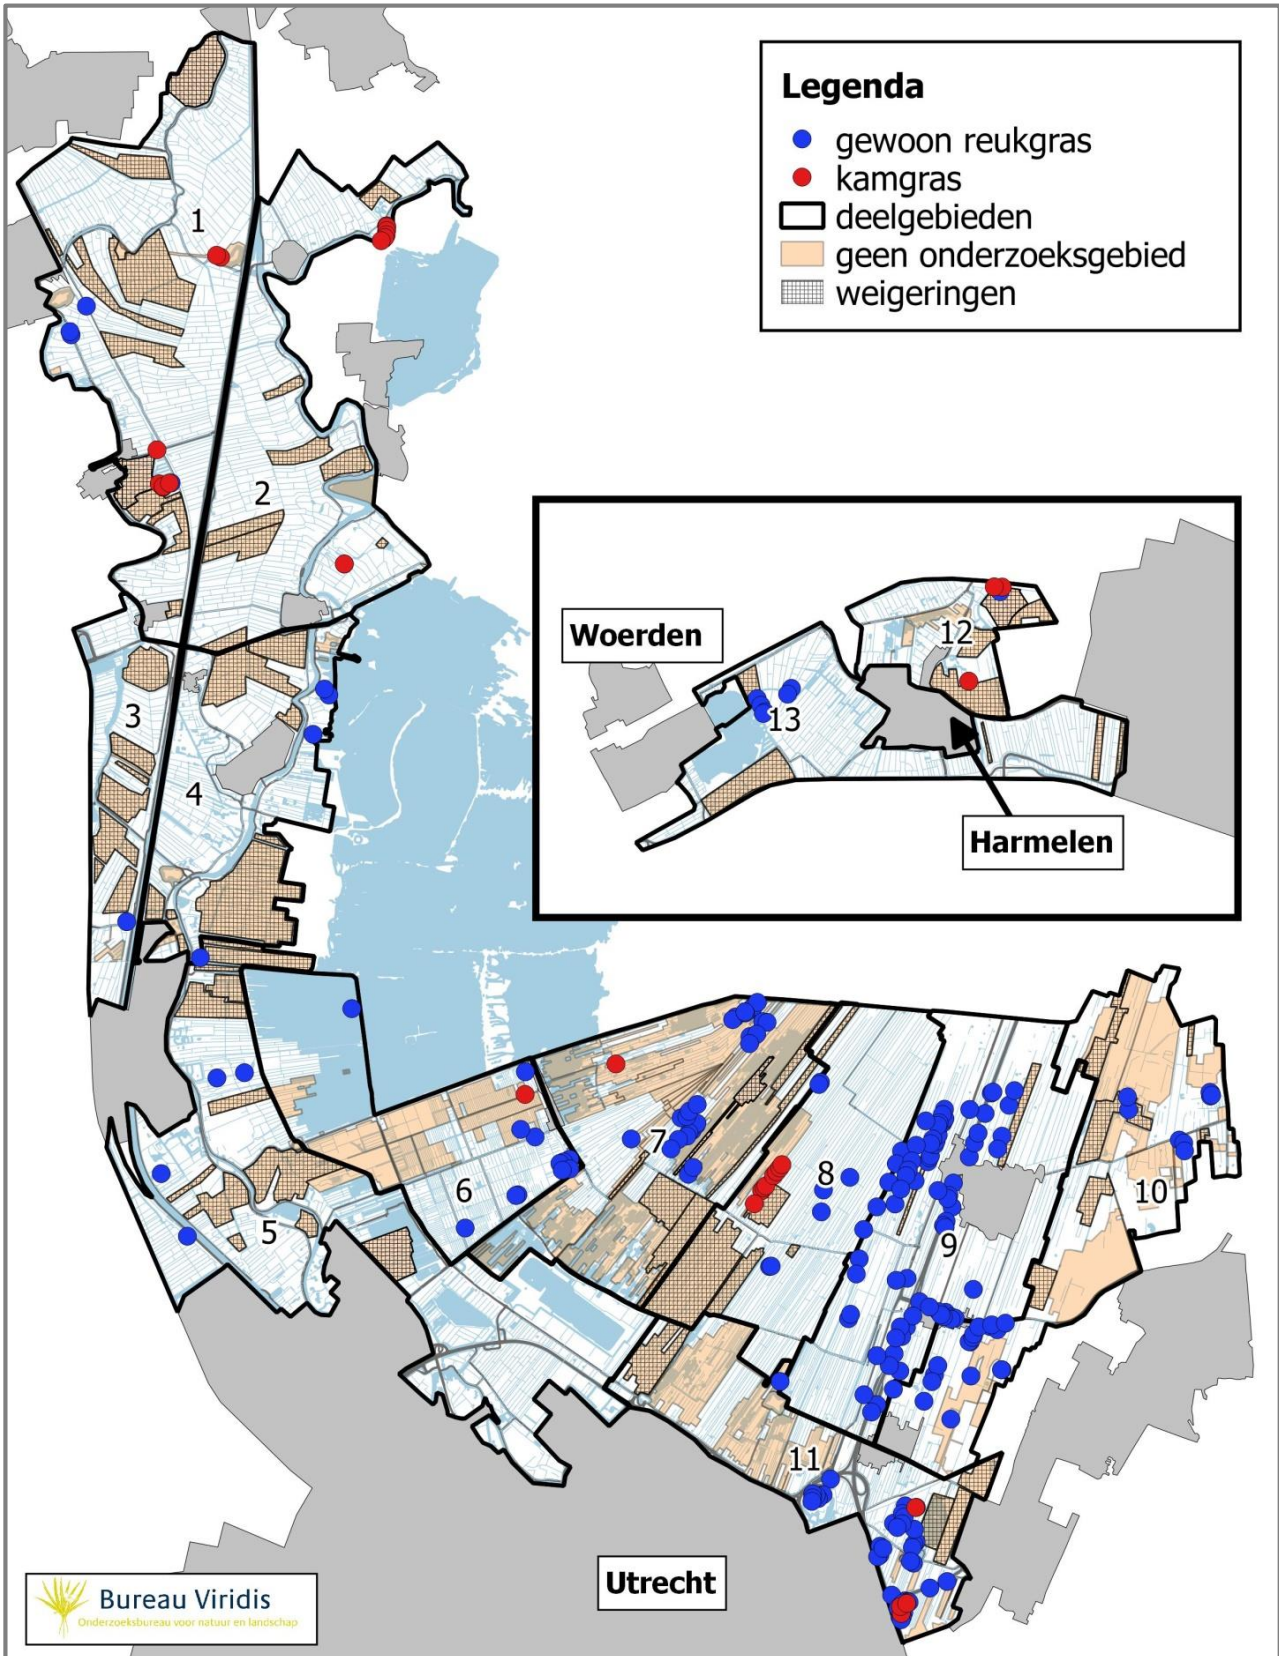 Legenda
gewoon reukgras
kamgras
deelgebieden
geen onderzoeksgebied
weigeringen
1
2
3
4
Woerden
12
13
Harmelen
5
6
7
8
9
10
11
Utrecht
Bureau Viridis
Onderzoeksbureau voor natuur en landschap